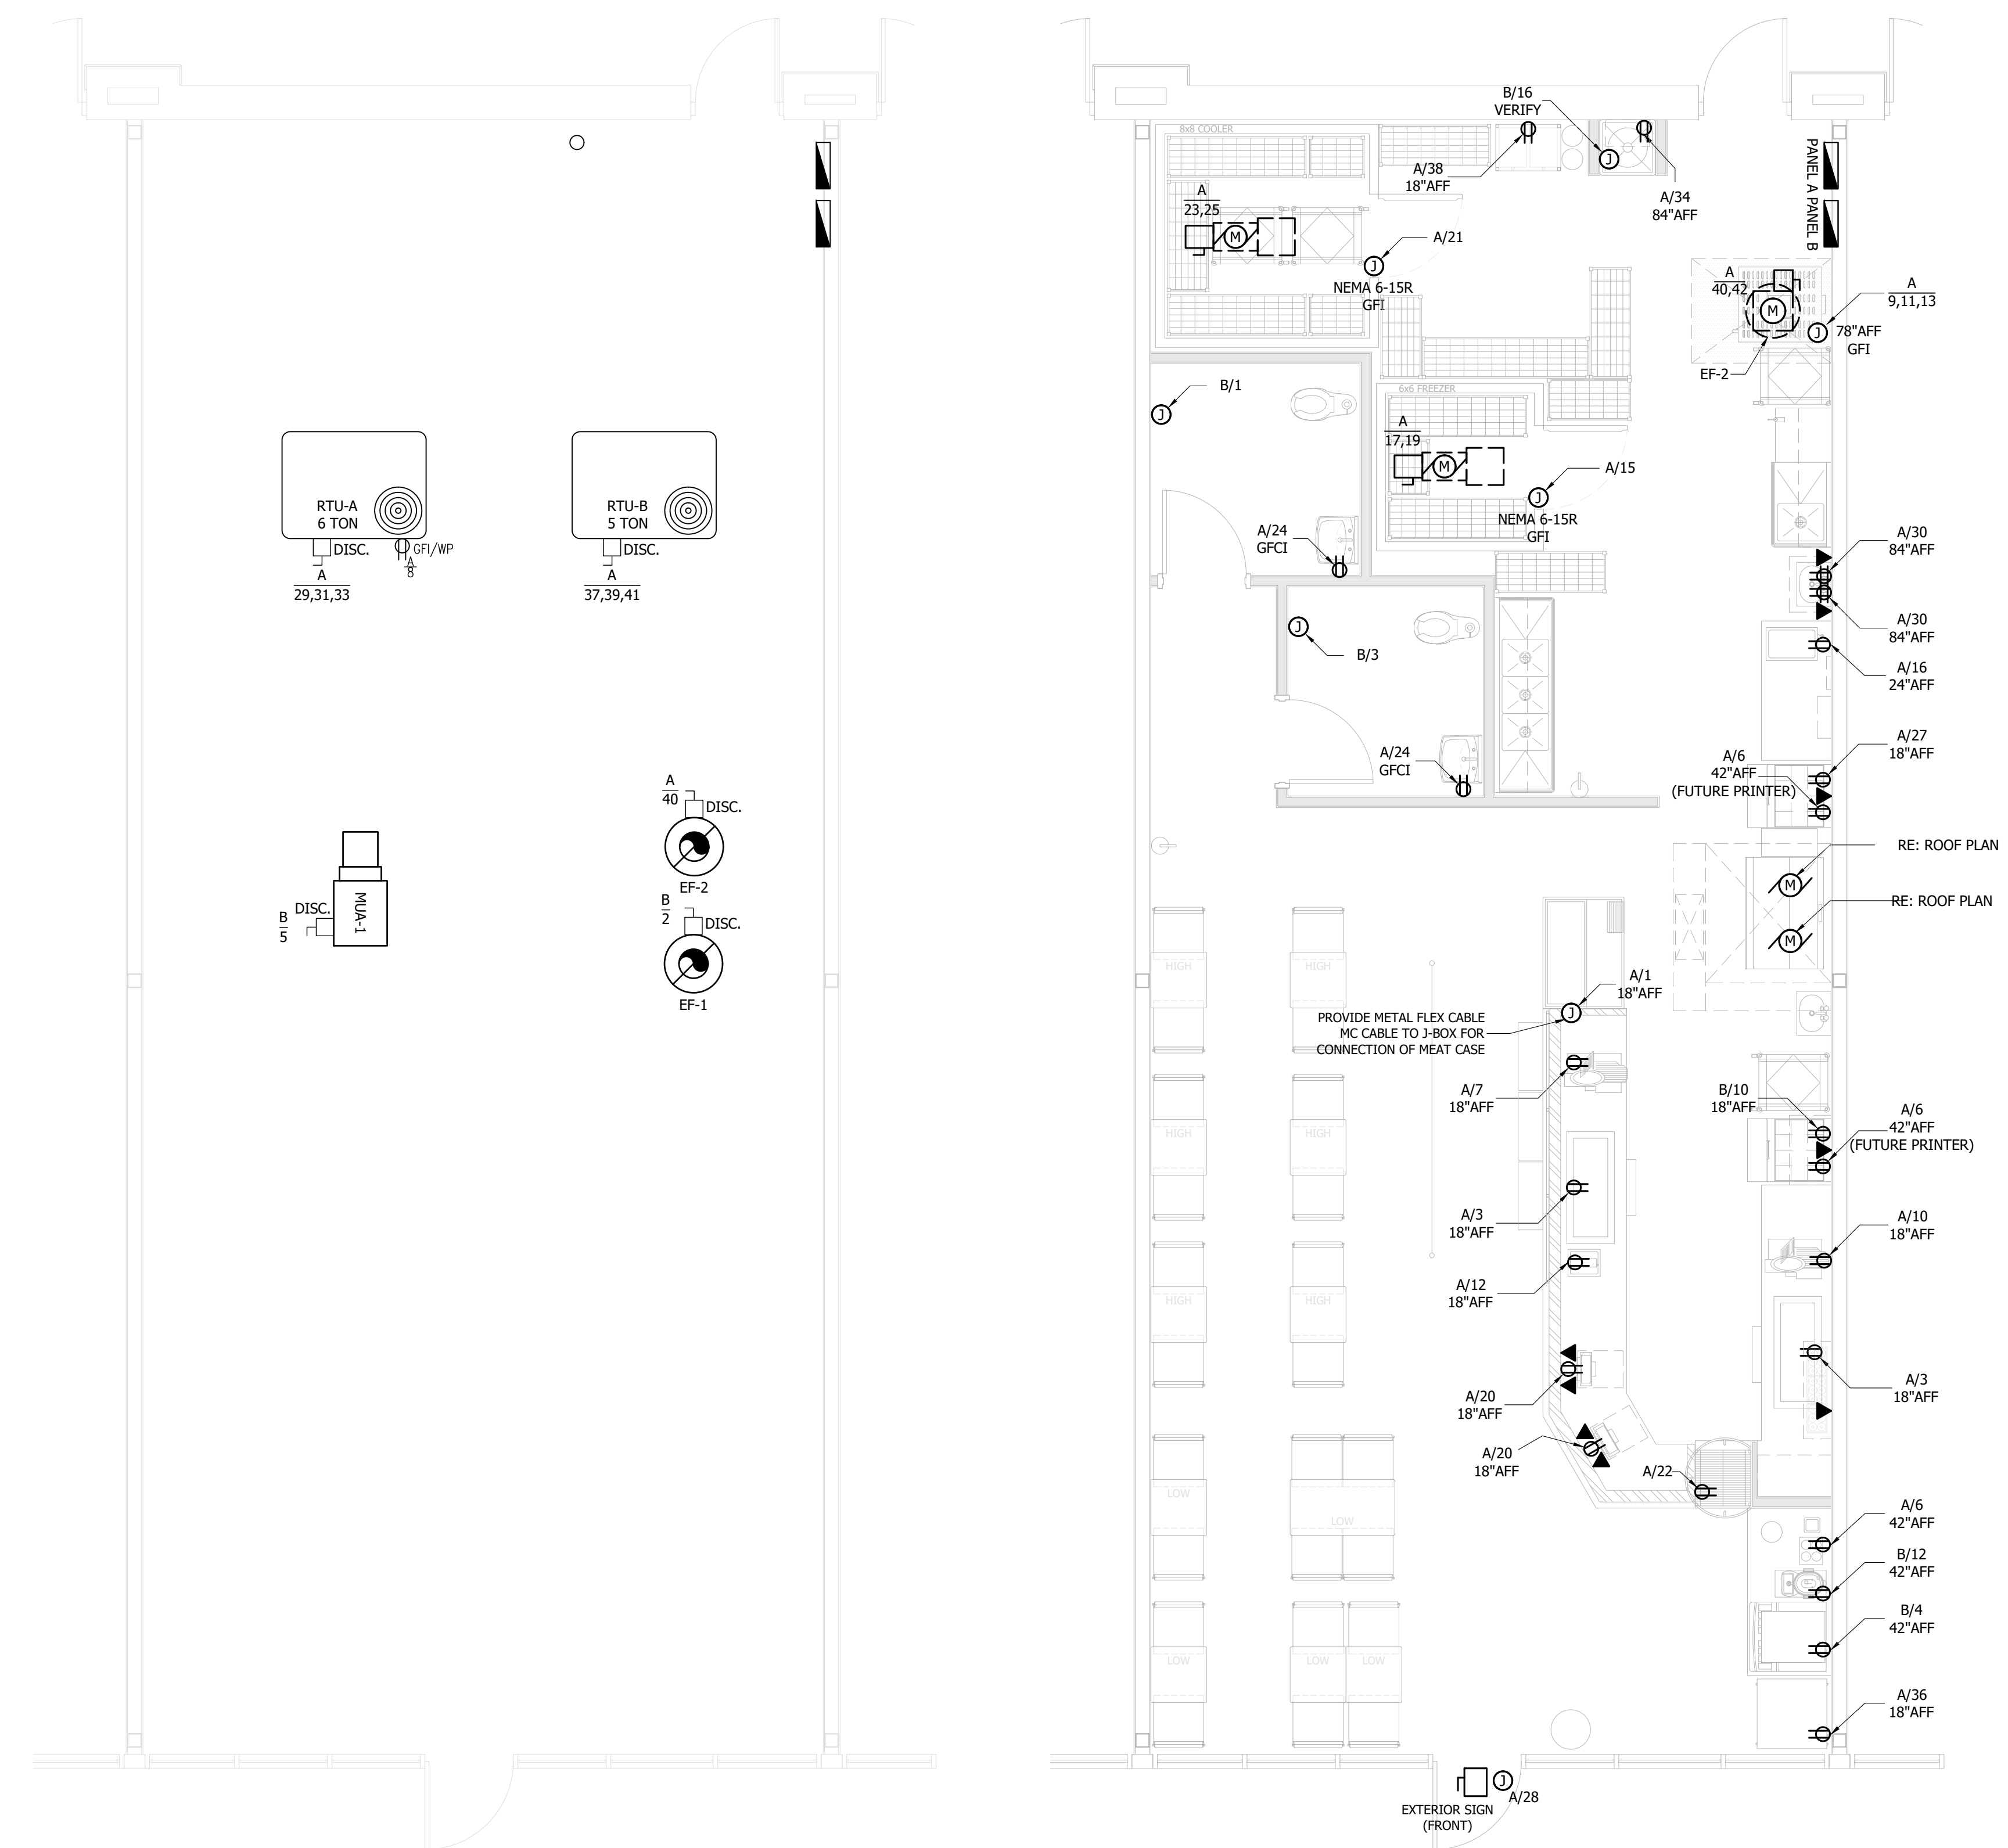 RTU-A
6 TON
DISC.
GFI/WP
A
8
A
29,31,33
RTU-B
5 TON
DISC.
A
37,39,41
A
40
DISC.
EF-2
B
2
DISC.
EF-1
DISC.
B
5
MUA-1
8x8 COOLER
B/16
VERIFY
A/38
18"AFF
A/34
84"AFF
PANEL A
PANEL B
A
23,25
M
J
A/21
NEMA 6-15R
GFI
J
A
40,42
M
EF-2
A
9,11,13
J
78"AFF
GFI
B/1
J
6x6 FREEZER
A
17,19
M
A/15
J
NEMA 6-15R
GFI
A/24
GFCI
A/30
84"AFF
A/30
84"AFF
A/16
24"AFF
J
B/3
A/24
GFCI
A/27
18"AFF
A/6
42"AFF
(FUTURE PRINTER)
RE: ROOF PLAN
M
RE: ROOF PLAN
M
HIGH
HIGH
A/1
18"AFF
J
PROVIDE METAL FLEX CABLE
MC CABLE TO J-BOX FOR
CONNECTION OF MEAT CASE
A/7
18"AFF
B/10
18"AFF
A/6
42"AFF
(FUTURE PRINTER)
HIGH
HIGH
A/3
18"AFF
A/10
18"AFF
A/12
18"AFF
HIGH
HIGH
A/3
18"AFF
A/20
18"AFF
A/20
18"AFF
A/22
LOW
LOW
A/6
42"AFF
B/12
42"AFF
B/4
42"AFF
LOW
LOW
LOW
A/36
18"AFF
J
A/28
EXTERIOR SIGN
(FRONT)